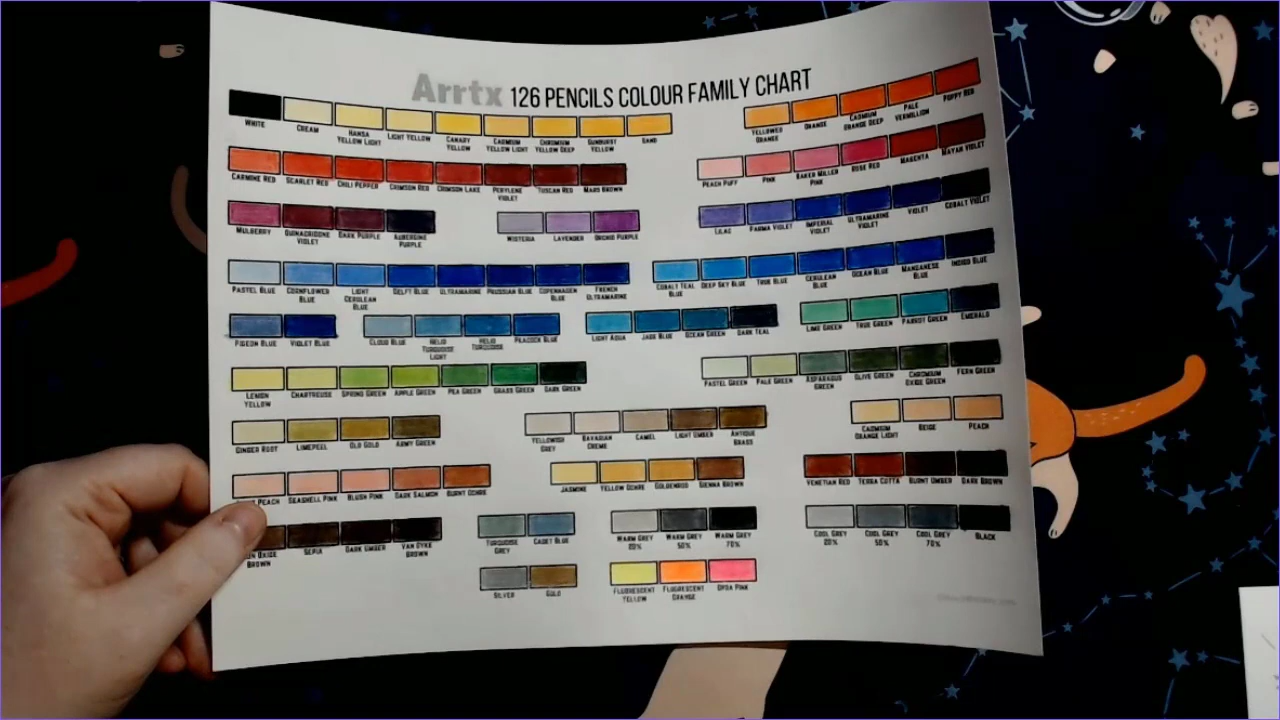 Arrtx 126 PENCILS COLOUR FAMILY CHART
WHITE CREAM HANSA YELLOW LIGHT LIGHT YELLOW CANARY YELLOW CADMIUM YELLOW LIGHT CHROMIUM YELLOW DEEP SUNBURST YELLOW SAND YELLOWED ORANGE ORANGE CADMIUM ORANGE DEEP PALE VERMILION POPPY RED
CARMINE RED SCARLET RED CHILI PEPPER CRIMSON RED CRIMSON LAKE PERYLENE VIOLET TUSCAN RED MARS BROWN PEACH PUFF PINK BAKER MILLER PINK ROSE RED MAGENTA MAYAN VIOLET
MULBERRY QUINACRIDONE VIOLET DARK PURPLE AUBERGINE PURPLE WISTERIA LAVENDER ORCHID PURPLE LILAC PARMA VIOLET IMPERIAL VIOLET ULTRAMARINE VIOLET VIOLET COBALT VIOLET
PASTEL BLUE CORNFLOWER BLUE LIGHT CERULEAN BLUE DELFT BLUE ULTRAMARINE PRUSSIAN BLUE COPENHAGEN BLUE FRENCH ULTRAMARINE COBALT TEAL BLUE DEEP SKY BLUE TRUE BLUE CERULEAN BLUE OCEAN BLUE MANGANESE BLUE INDIGO BLUE
PIGEON BLUE VIOLET BLUE CLOUD BLUE HELIO TURQUOISE LIGHT HELIO TURQUOISE PEACOCK BLUE LIGHT AQUA JADE BLUE OCEAN GREEN DARK TEAL LIME GREEN TRUE GREEN PARROT GREEN EMERALD
LEMON YELLOW CHARTREUSE SPRING GREEN APPLE GREEN PEA GREEN GRASS GREEN DARK GREEN PASTEL GREEN PALE GREEN ASPARAGUS GREEN OLIVE GREEN CHROMIUM OXIDE GREEN FERN GREEN
GINGER ROOT LIMEPEEL OLD GOLD ARMY GREEN YELLOWISH GREY BAVARIAN CREME CAMEL LIGHT UMBER ANTIQUE BRASS CADMIUM ORANGE LIGHT BEIGE PEACH
PEACH SEASHELL PINK BLUSH PINK DARK SALMON BURNT OCHRE JASMINE YELLOW OCHRE GOLDENROD SIENNA BROWN VENETIAN RED TERRA COTTA BURNT UMBER DARK BROWN
OXIDE BROWN SEPIA DARK UMBER VAN DYKE BROWN TURQUOISE GREY CADET BLUE WARM GREY 20% WARM GREY 50% WARM GREY 70% COOL GREY 20% COOL GREY 50% COOL GREY 70% BLACK
SILVER GOLD FLUORESCENT YELLOW FLUORESCENT ORANGE OPRA PINK